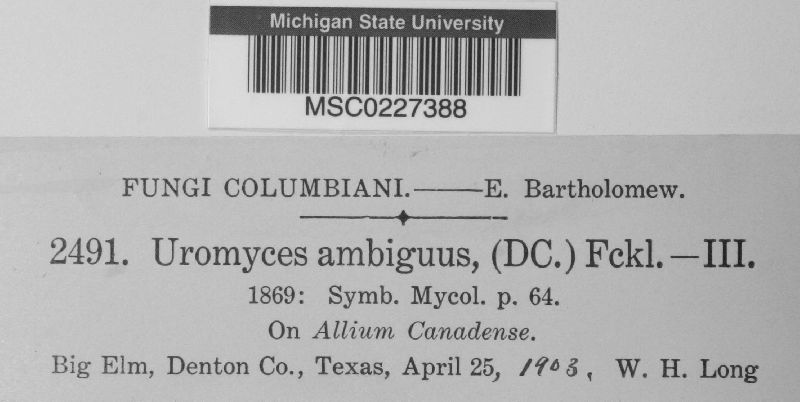 Michigan State University
MSC0227388
FUNGI COLUMBIANI.——E. Bartholomew.
2491. Uromyces ambiguus, (DC.) Fckl.—III.
1869: Symb. Mycol. p. 64.
On Allium Canadense.
Big Elm, Denton Co., Texas, April 25, 1903, W. H. Long